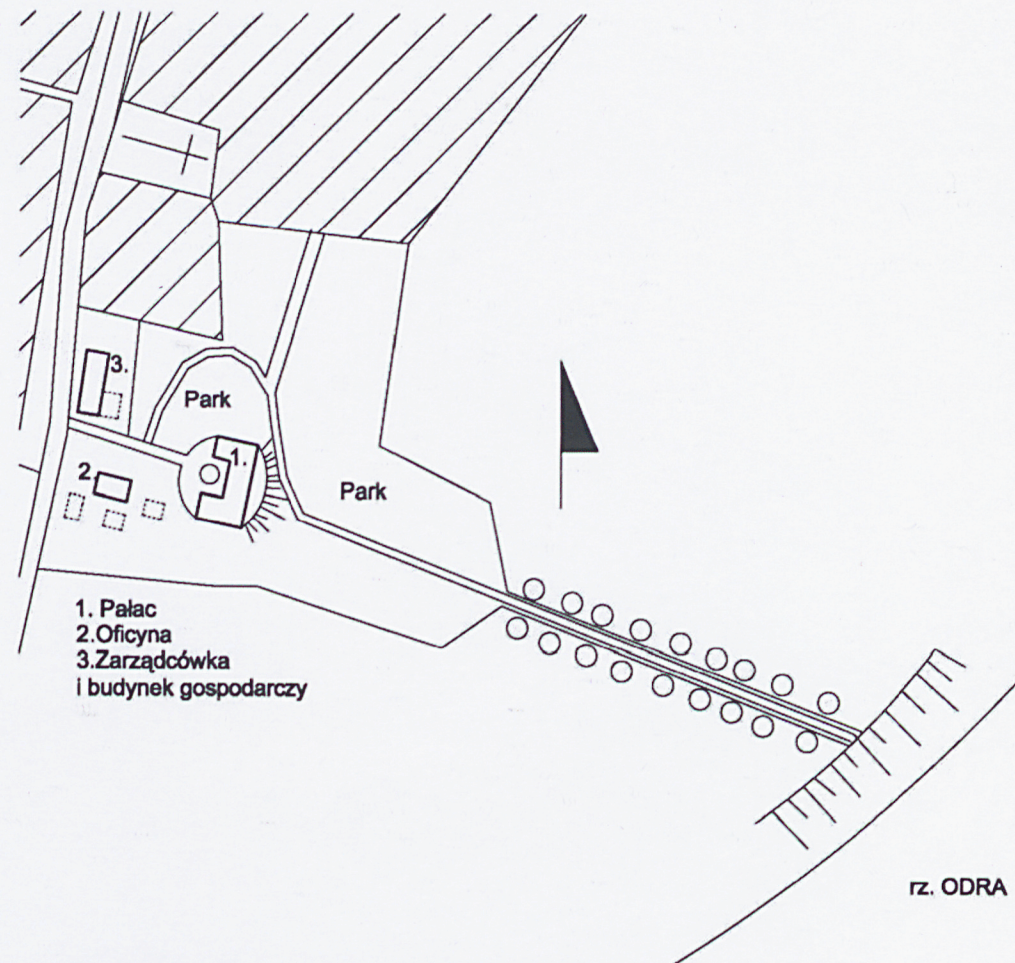 3.
Park
1.
2.
Park
1. Pałac
2.Oficyna
3.Zarządcówka
i budynek gospodarczy
rz. ODRA